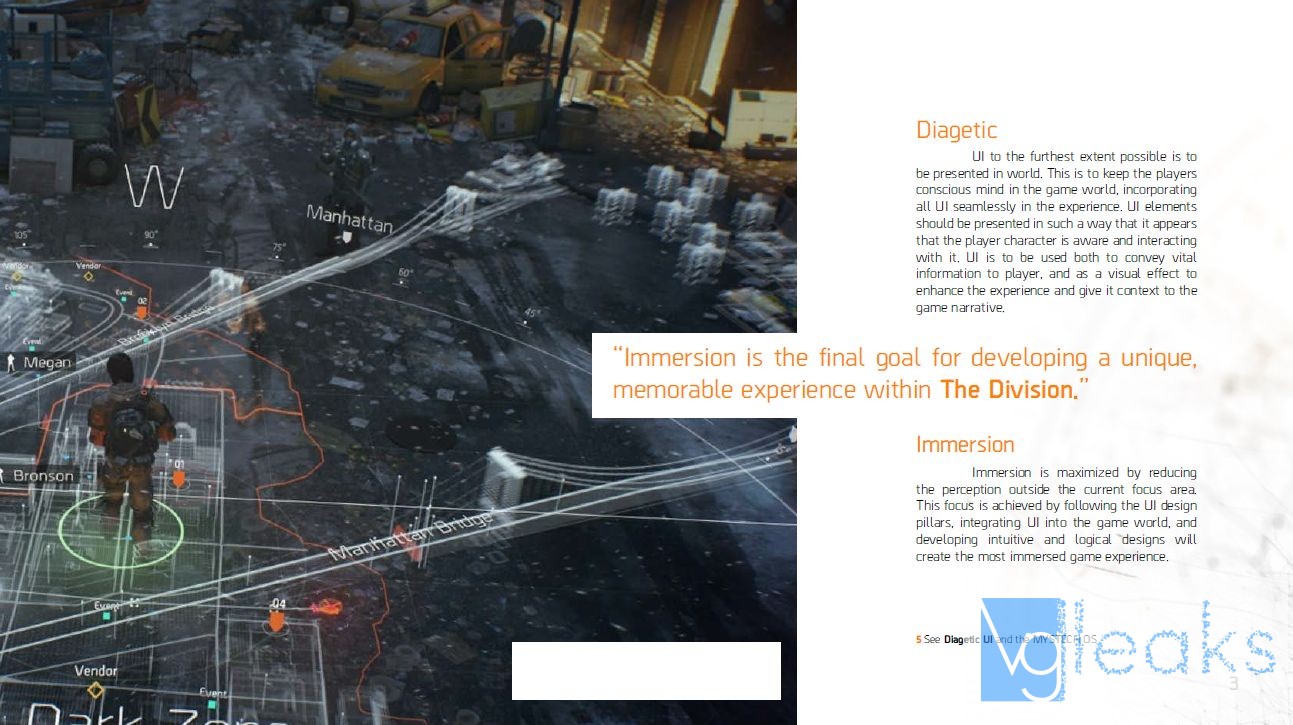 W
Manhattan
105°
90°
75°
60°
45°
Vendor
Vendor
Event
Event
02
Brooklyn Bridge
Event
Megan
01
Bronson
Manhattan Bridge
Event
04
Vendor
Event
Dark Zone
Diagetic
UI to the furthest extent possible is to
be presented in world. This is to keep the players
conscious mind in the game world, incorporating
all UI seamlessly in the experience. UI elements
should be presented in such a way that it appears
that the player character is aware and interacting
with it. UI is to be used both to convey vital
information to player, and as a visual effect to
enhance the experience and give it context to the
game narrative.
“Immersion is the final goal for developing a unique,
memorable experience within The Division.”
Immersion
Immersion is maximized by reducing
the perception outside the current focus area.
This focus is achieved by following the UI design
pillars, integrating UI into the game world, and
developing intuitive and logical designs will
create the most immersed game experience.
5 See Diagetic UI and the OS
vgleaks
3